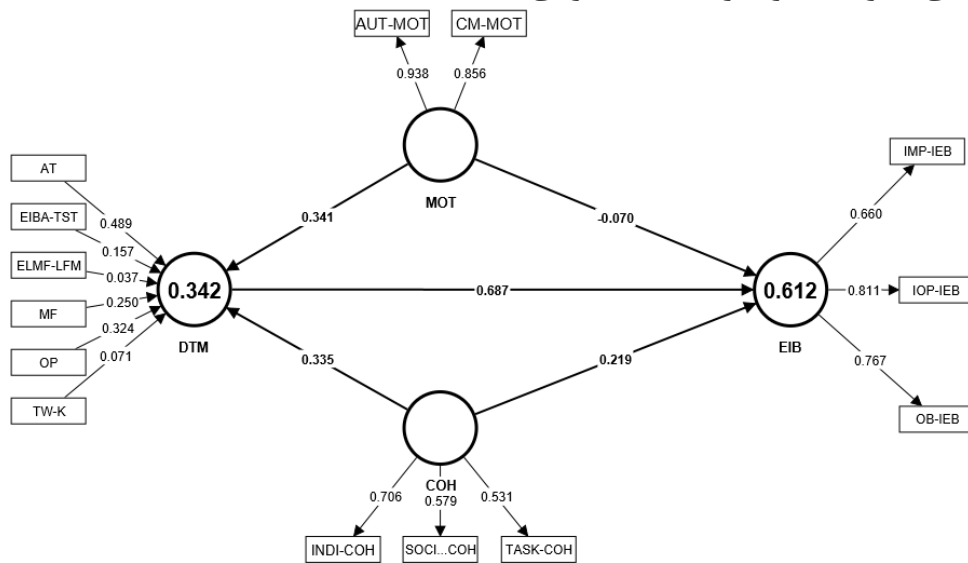 AUT-MOT CM-MOT
0.938 0.856
MOT
AT
EIBA-TST
ELMF-LFM
MF
OP
TW-K
0.489
0.157
0.037
0.250
0.324
0.071
0.342
DTM
0.341
-0.070
0.687
0.335
0.219
0.612
EIB
IMP-IEB
0.660
0.811
IOP-IEB
0.767
OB-IEB
COH
0.706 0.579 0.531
INDI-COH SOCI...COH TASK-COH